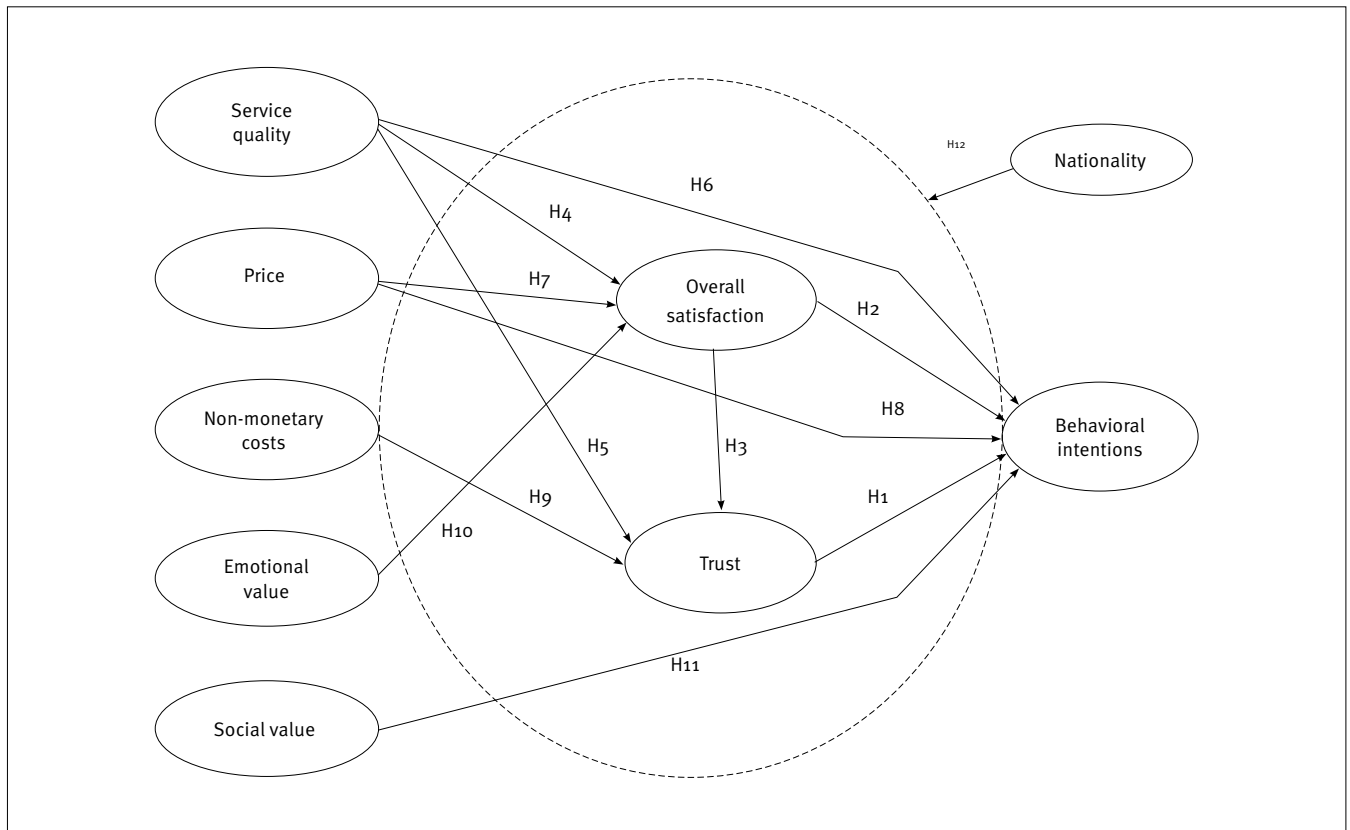 Service
quality
H12
Nationality
H6
H4
Price
H7
Overall
satisfaction
H2
Non-monetary
costs
H8
Behavioral
intentions
H5
H3
H9
H1
H10
Emotional
value
Trust
H11
Social value